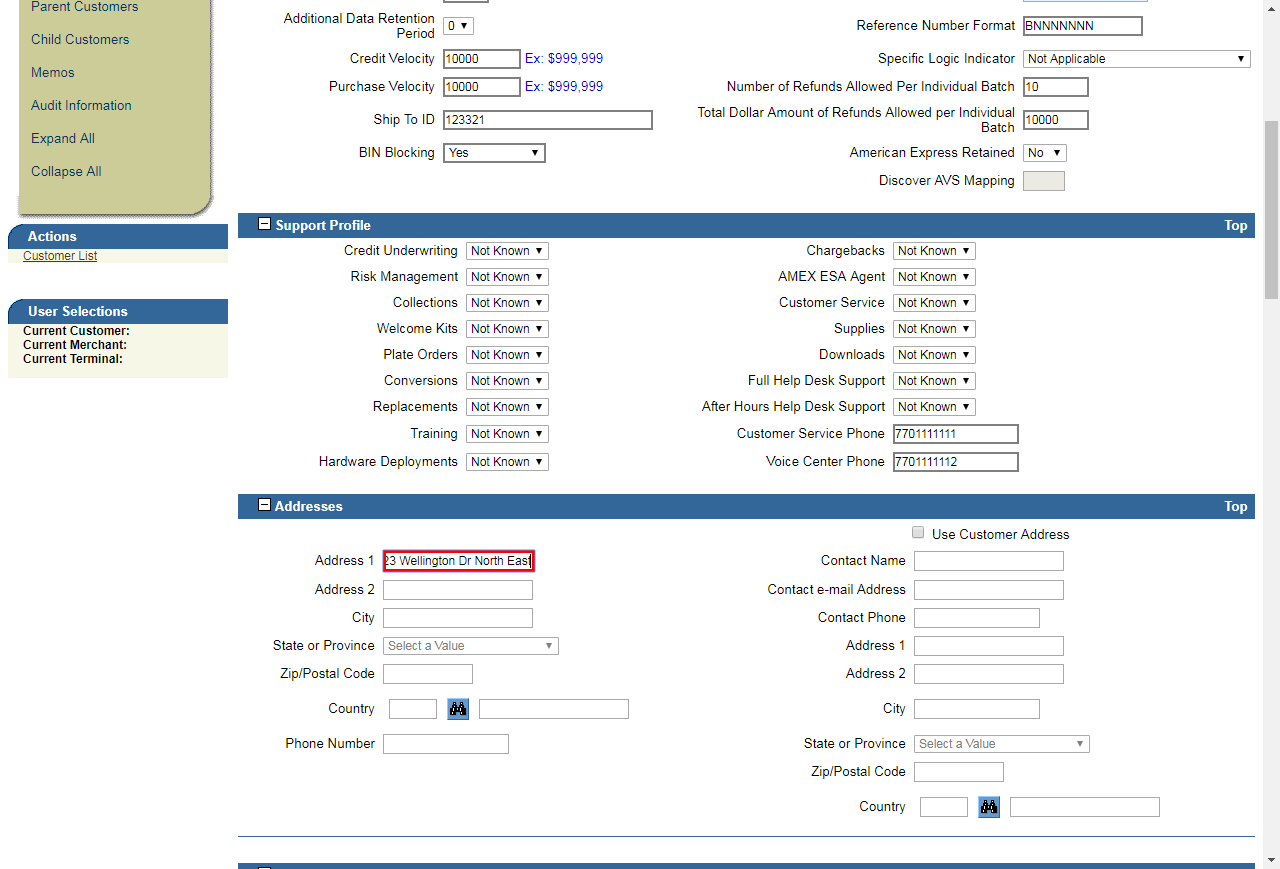 Parent Customers
Child Customers
Memos
Audit Information
Expand All
Collapse All
Actions
Customer List
User Selections
Current Customer:
Current Merchant:
Current Terminal:
Additional Data Retention
Period 0
Reference Number Format BNNNNNNN
Credit Velocity 10000 Ex: $999,999
Specific Logic Indicator Not Applicable
Purchase Velocity 10000 Ex: $999,999
Number of Refunds Allowed Per Individual Batch 10
Ship To ID 123321
Total Dollar Amount of Refunds Allowed per Individual
Batch 10000
BIN Blocking Yes
American Express Retained No
Discover AVS Mapping
Support Profile Top
Credit Underwriting Not Known
Chargebacks Not Known
Risk Management Not Known
AMEX ESA Agent Not Known
Collections Not Known
Customer Service Not Known
Welcome Kits Not Known
Supplies Not Known
Plate Orders Not Known
Downloads Not Known
Conversions Not Known
Full Help Desk Support Not Known
Replacements Not Known
After Hours Help Desk Support Not Known
Training Not Known
Customer Service Phone 7701111111
Hardware Deployments Not Known
Voice Center Phone 7701111112
Addresses Top
Use Customer Address
Address 1 23 Wellington Dr North East
Contact Name
Address 2
Contact e-mail Address
City
Contact Phone
State or Province Select a Value
Address 1
Zip/Postal Code
Address 2
Country
City
Phone Number
State or Province Select a Value
Zip/Postal Code
Country